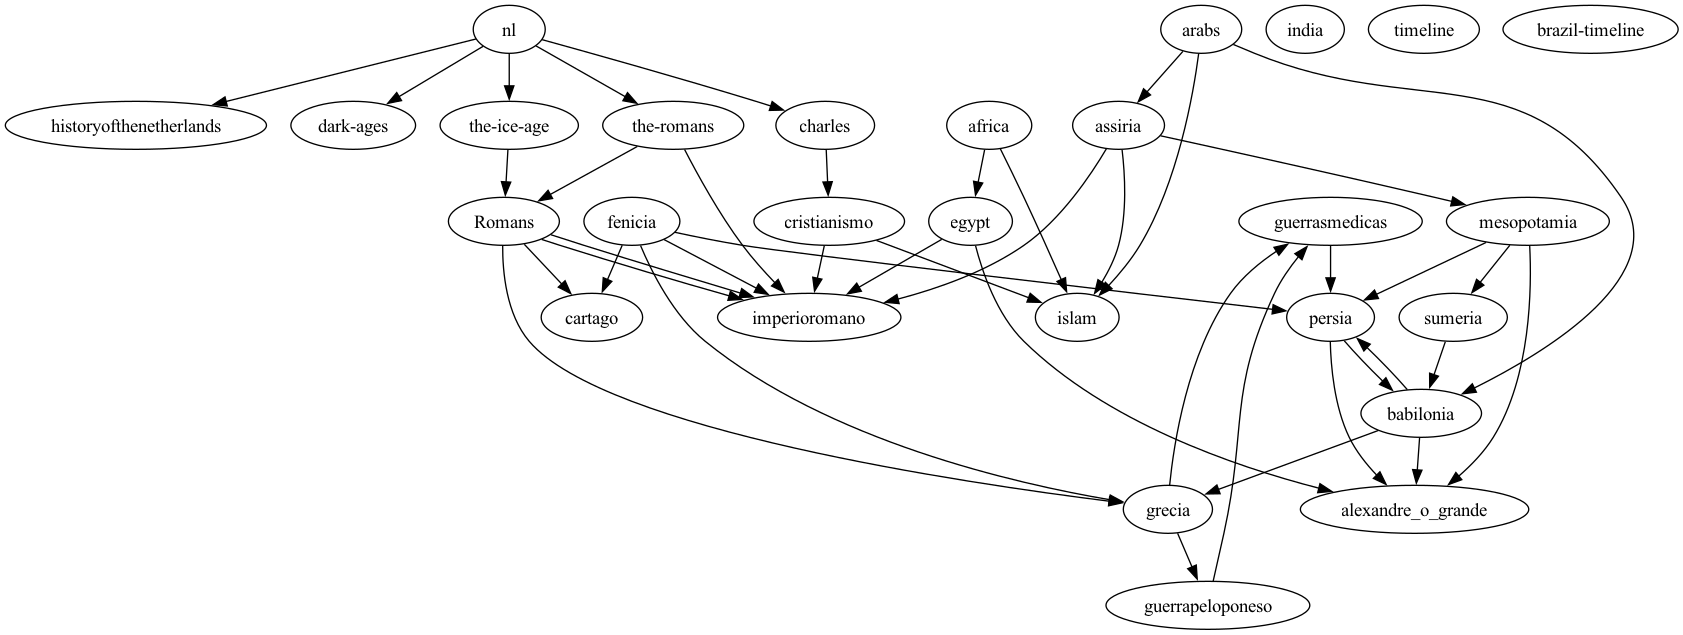 nl
arabs
india
timeline
brazil-timeline
historyofthenetherlands
dark-ages
the-ice-age
the-romans
charles
africa
assiria
Romans
fenicia
cristianismo
egypt
guerrasmedicas
mesopotamia
cartago
imperioromano
islam
persia
sumeria
babilonia
grecia
alexandre_o_grande
guerrapeloponeso